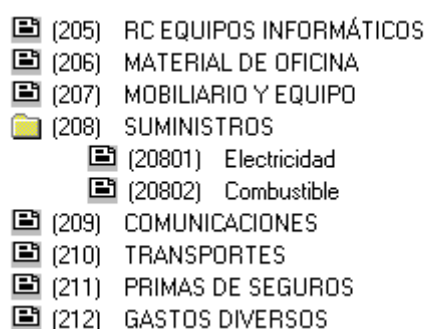 (205) RC EQUIPOS INFORMÁTICOS
(206) MATERIAL DE OFICINA
(207) MOBILIARIO Y EQUIPO
(208) SUMINISTROS
(20801) Electricidad
(20802) Combustible
(209) COMUNICACIONES
(210) TRANSPORTES
(211) PRIMAS DE SEGUROS
(212) GASTOS DIVERSOS